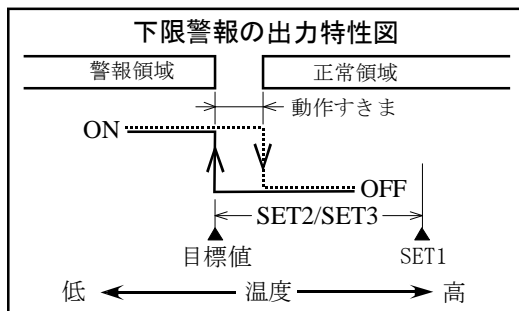 下限警報の出力特性図
警報領域 正常領域
動作すきま
ON
OFF
SET2/SET3
目標値 SET1
低 温度 高